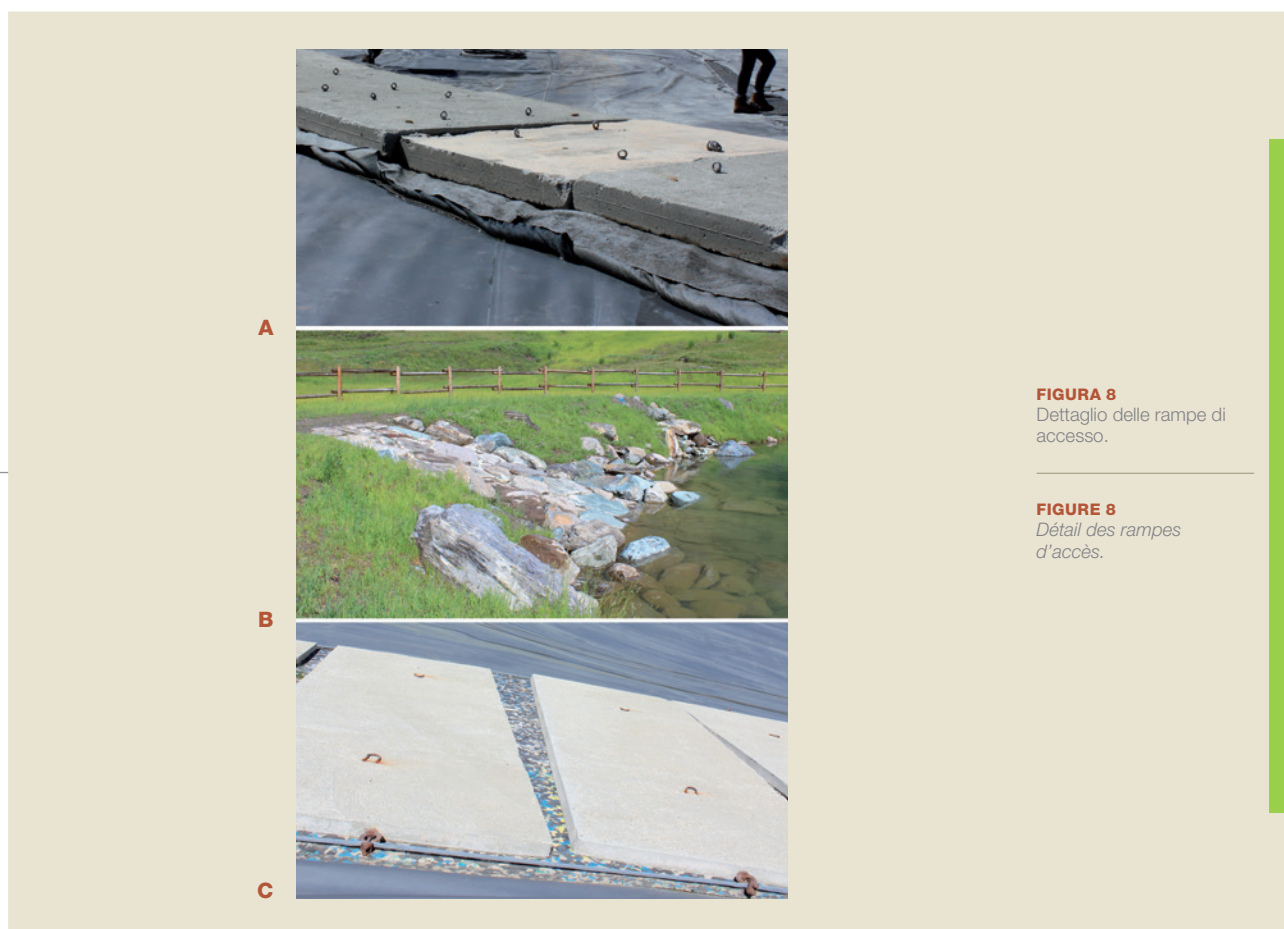 A
B
C
FIGURA 8
Dettaglio delle rampe di
accesso.
FIGURE 8
Détail des rampes
d'accès.